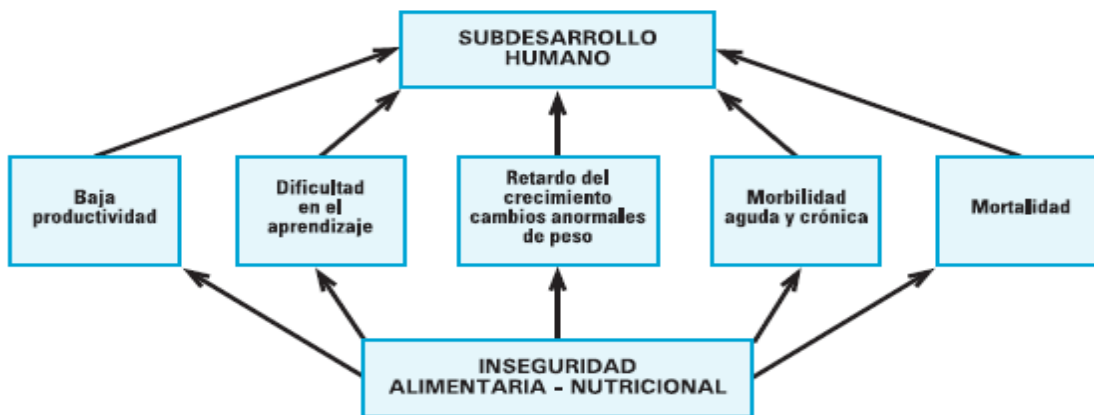 SUBDESARROLLO
HUMANO
Baja
productividad
Dificultad
en el
aprendizaje
Retardo del
crecimiento
cambios anormales
de peso
Morbilidad
aguda y crónica
Mortalidad
INSEGURIDAD
ALIMENTARIA - NUTRICIONAL